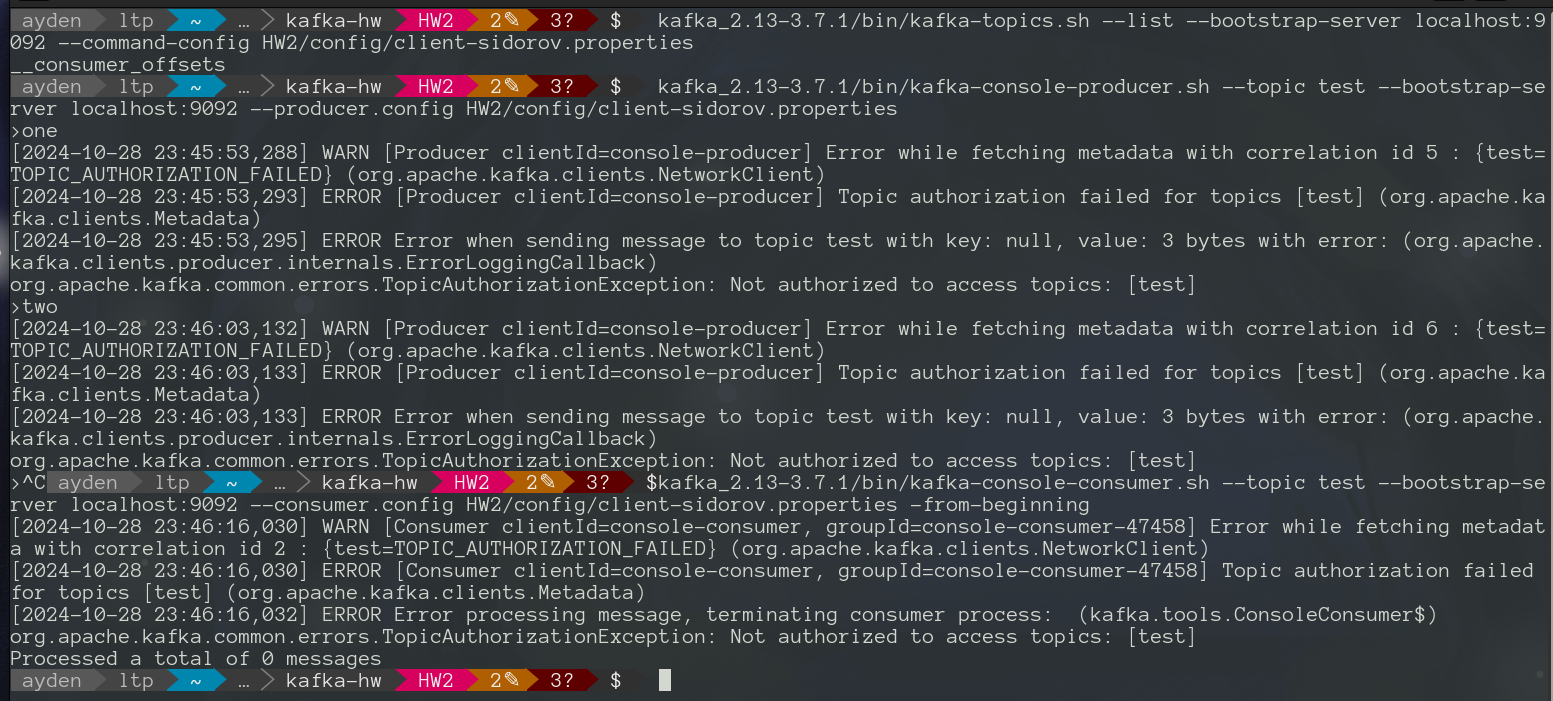 ayden ltp ~ … kafka-hw HW2 2✎ 3? $ kafka_2.13-3.7.1/bin/kafka-topics.sh --list --bootstrap-server localhost:9
092 --command-config HW2/config/client-sidorov.properties
__consumer_offsets
ayden ltp ~ … kafka-hw HW2 2✎ 3? $ kafka_2.13-3.7.1/bin/kafka-console-producer.sh --topic test --bootstrap-se
rver localhost:9092 --producer.config HW2/config/client-sidorov.properties
>one
[2024-10-28 23:45:53,288] WARN [Producer clientId=console-producer] Error while fetching metadata with correlation id 5 : {test=
TOPIC_AUTHORIZATION_FAILED} (org.apache.kafka.clients.NetworkClient)
[2024-10-28 23:45:53,293] ERROR [Producer clientId=console-producer] Topic authorization failed for topics [test] (org.apache.ka
fka.clients.Metadata)
[2024-10-28 23:45:53,295] ERROR Error when sending message to topic test with key: null, value: 3 bytes with error: (org.apache.
kafka.clients.producer.internals.ErrorLoggingCallback)
org.apache.kafka.common.errors.TopicAuthorizationException: Not authorized to access topics: [test]
>two
[2024-10-28 23:46:03,132] WARN [Producer clientId=console-producer] Error while fetching metadata with correlation id 6 : {test=
TOPIC_AUTHORIZATION_FAILED} (org.apache.kafka.clients.NetworkClient)
[2024-10-28 23:46:03,133] ERROR [Producer clientId=console-producer] Topic authorization failed for topics [test] (org.apache.ka
fka.clients.Metadata)
[2024-10-28 23:46:03,133] ERROR Error when sending message to topic test with key: null, value: 3 bytes with error: (org.apache.
kafka.clients.producer.internals.ErrorLoggingCallback)
org.apache.kafka.common.errors.TopicAuthorizationException: Not authorized to access topics: [test]
>^C ayden ltp ~ … kafka-hw HW2 2✎ 3? $kafka_2.13-3.7.1/bin/kafka-console-consumer.sh --topic test --bootstrap-se
rver localhost:9092 --consumer.config HW2/config/client-sidorov.properties -from-beginning
[2024-10-28 23:46:16,030] WARN [Consumer clientId=console-consumer, groupId=console-consumer-47458] Error while fetching metadat
a with correlation id 2 : {test=TOPIC_AUTHORIZATION_FAILED} (org.apache.kafka.clients.NetworkClient)
[2024-10-28 23:46:16,030] ERROR [Consumer clientId=console-consumer, groupId=console-consumer-47458] Topic authorization failed
for topics [test] (org.apache.kafka.clients.Metadata)
[2024-10-28 23:46:16,032] ERROR Error processing message, terminating consumer process:  (kafka.tools.ConsoleConsumer$)
org.apache.kafka.common.errors.TopicAuthorizationException: Not authorized to access topics: [test]
Processed a total of 0 messages
ayden ltp ~ … kafka-hw HW2 2✎ 3? $